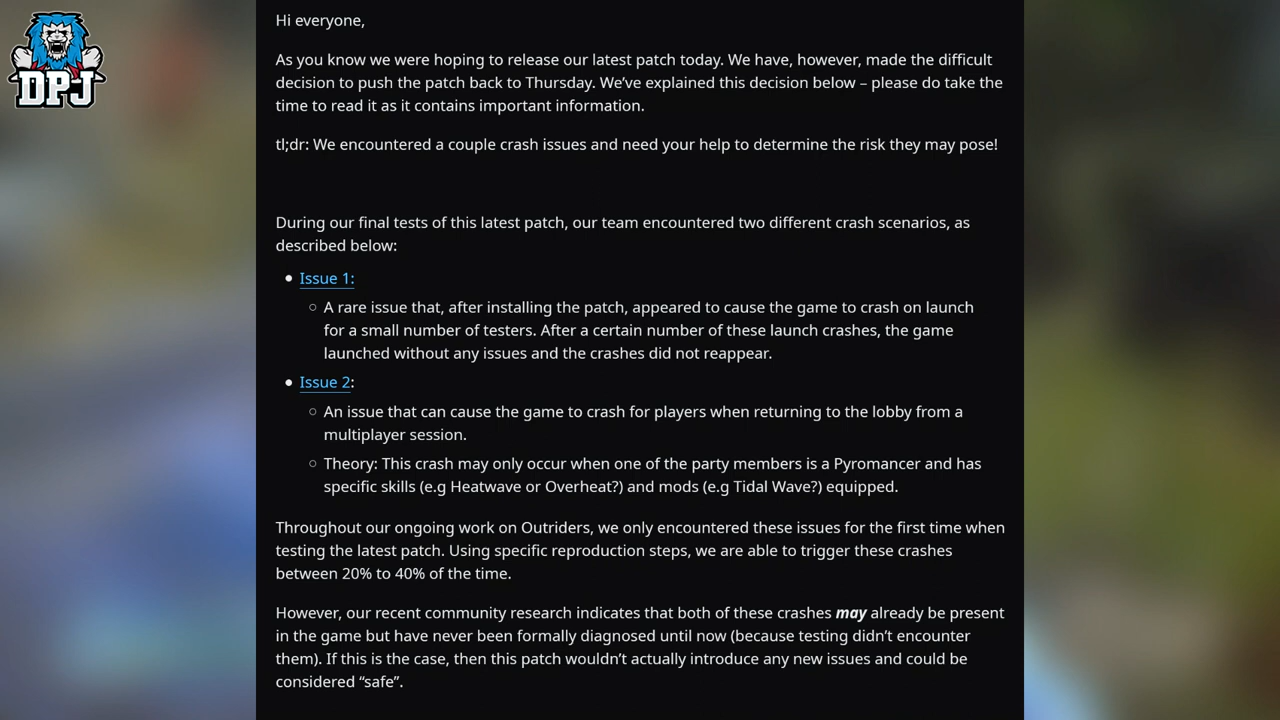 DPJ
Hi everyone,
As you know we were hoping to release our latest patch today. We have, however, made the difficult
decision to push the patch back to Thursday. We’ve explained this decision below – please do take the
time to read it as it contains important information.
tl;dr: We encountered a couple crash issues and need your help to determine the risk they may pose!
During our final tests of this latest patch, our team encountered two different crash scenarios, as
described below:
• Issue 1:
○ A rare issue that, after installing the patch, appeared to cause the game to crash on launch
for a small number of testers. After a certain number of these launch crashes, the game
launched without any issues and the crashes did not reappear.
• Issue 2:
○ An issue that can cause the game to crash for players when returning to the lobby from a
multiplayer session.
○ Theory: This crash may only occur when one of the party members is a Pyromancer and has
specific skills (e.g Heatwave or Overheat?) and mods (e.g Tidal Wave?) equipped.
Throughout our ongoing work on Outriders, we only encountered these issues for the first time when
testing the latest patch. Using specific reproduction steps, we are able to trigger these crashes
between 20% to 40% of the time.
However, our recent community research indicates that both of these crashes may already be present
in the game but have never been formally diagnosed until now (because testing didn’t encounter
them). If this is the case, then this patch wouldn’t actually introduce any new issues and could be
considered “safe”.